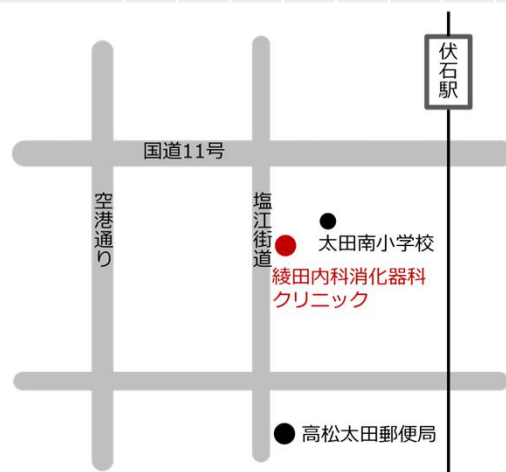 伏石駅
国道11号
空港通り
塩江街道
太田南小学校
綾田内科消化器科
クリニック
高松太田郵便局